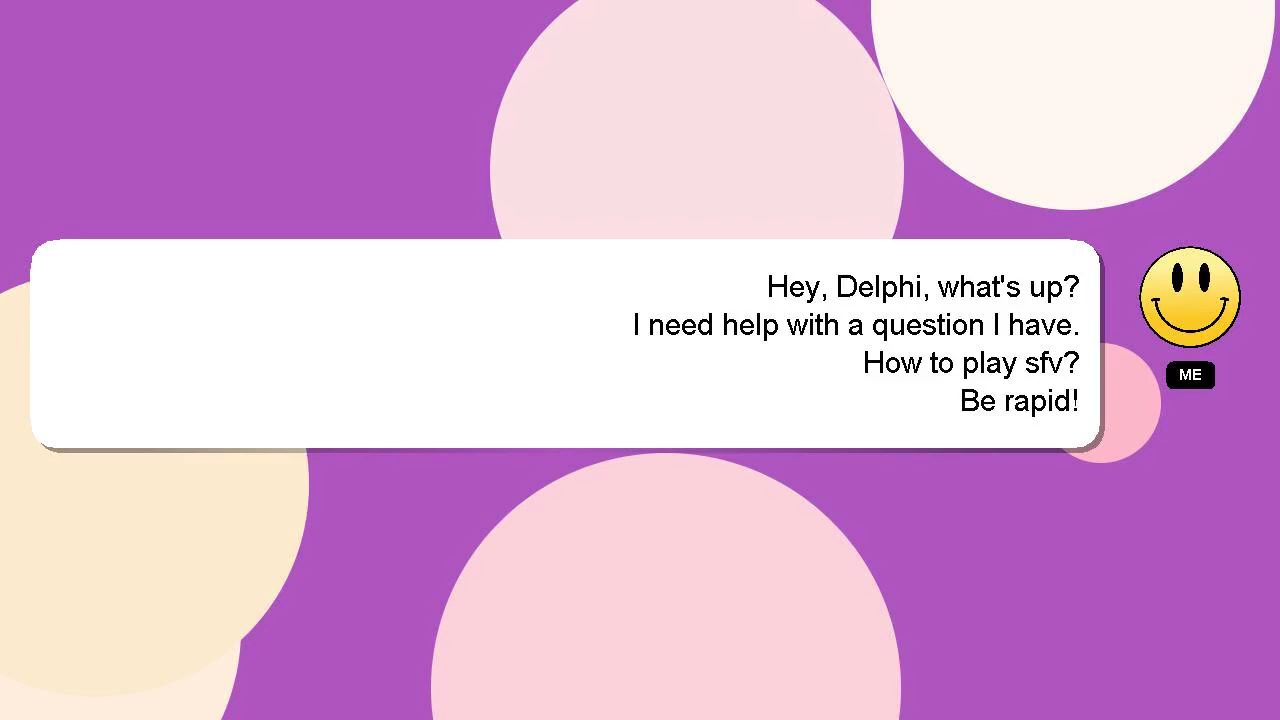 Hey, Delphi, what's up?
I need help with a question I have.
How to play sfv?
Be rapid!
ME